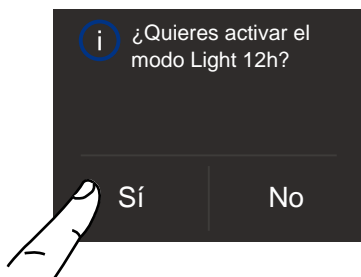 i
¿Quieres activar el
modo Light 12h?
Sí
No